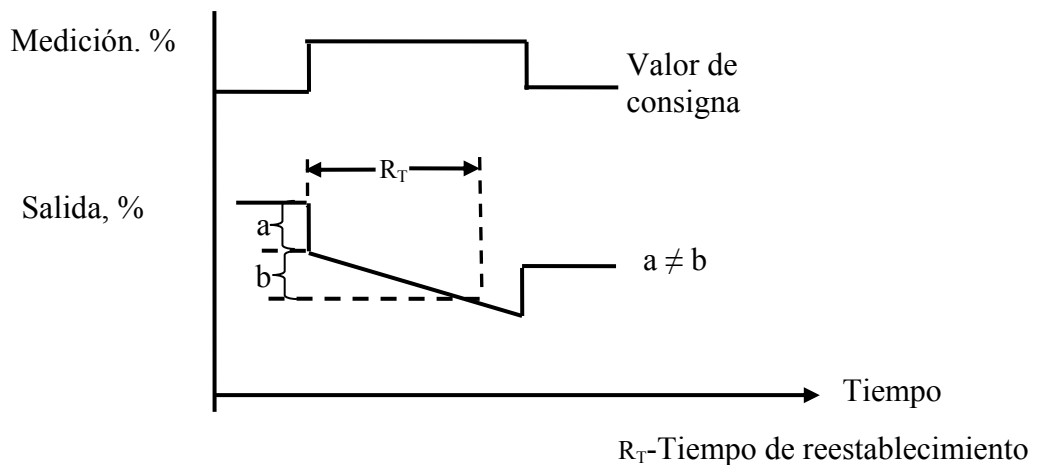 Medición. %
Valor de
consigna
R_T
Salida, %
a
b
a ≠ b
Tiempo
R_T-Tiempo de reestablecimiento